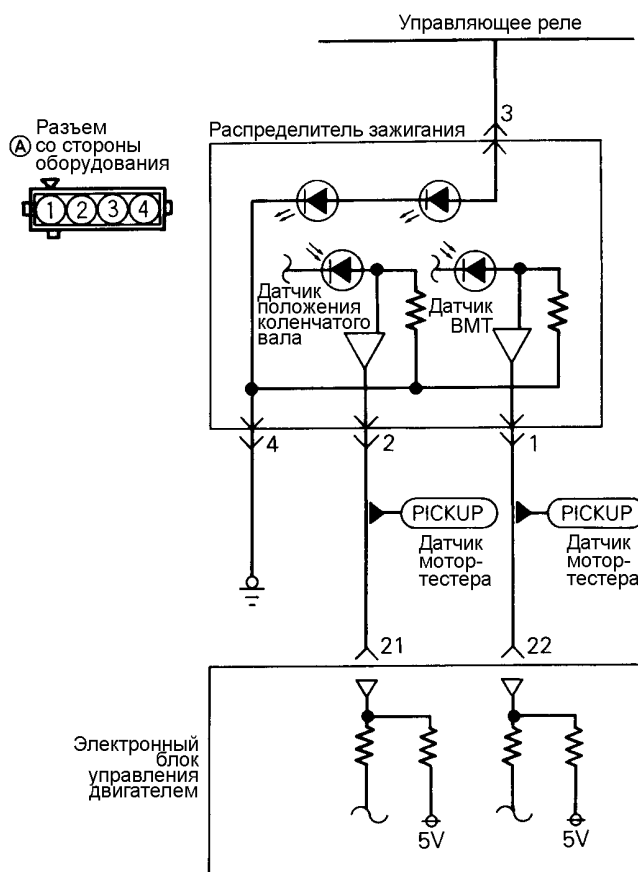 Управляющее реле
3
Распределитель зажигания
Разъем
А со стороны
оборудования
1 2 3 4
Датчик
положения
коленчатого
вала
Датчик
ВМТ
4
2
1
PICKUP
Датчик
мотор-
тестера
PICKUP
Датчик
мотор-
тестера
21
22
Электронный
блок
управления
двигателем
5V
5V